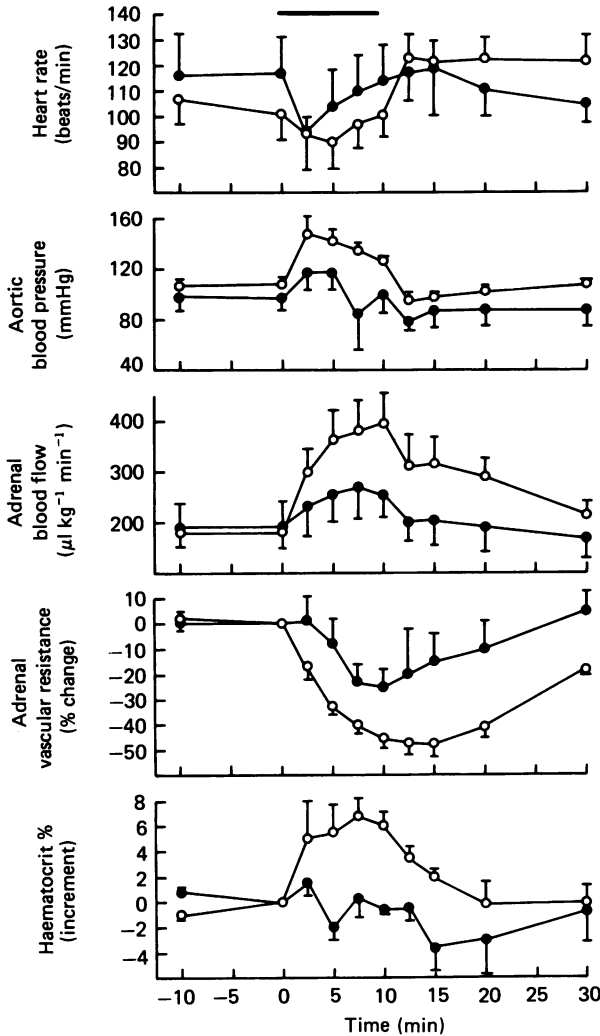 140
130
120
110
100
90
80
Heart rate
(beats/min)
160
120
80
40
Aortic
blood pressure
(mmHg)
400
300
200
Adrenal
blood flow
(μl kg⁻¹ min⁻¹)
10
0
−10
−20
−30
−40
−50
Adrenal
vascular resistance
(% change)
8
6
4
2
0
−2
−4
Haematocrit %
(increment)
−10 −5 0 5 10 15 20 25 30
Time (min)